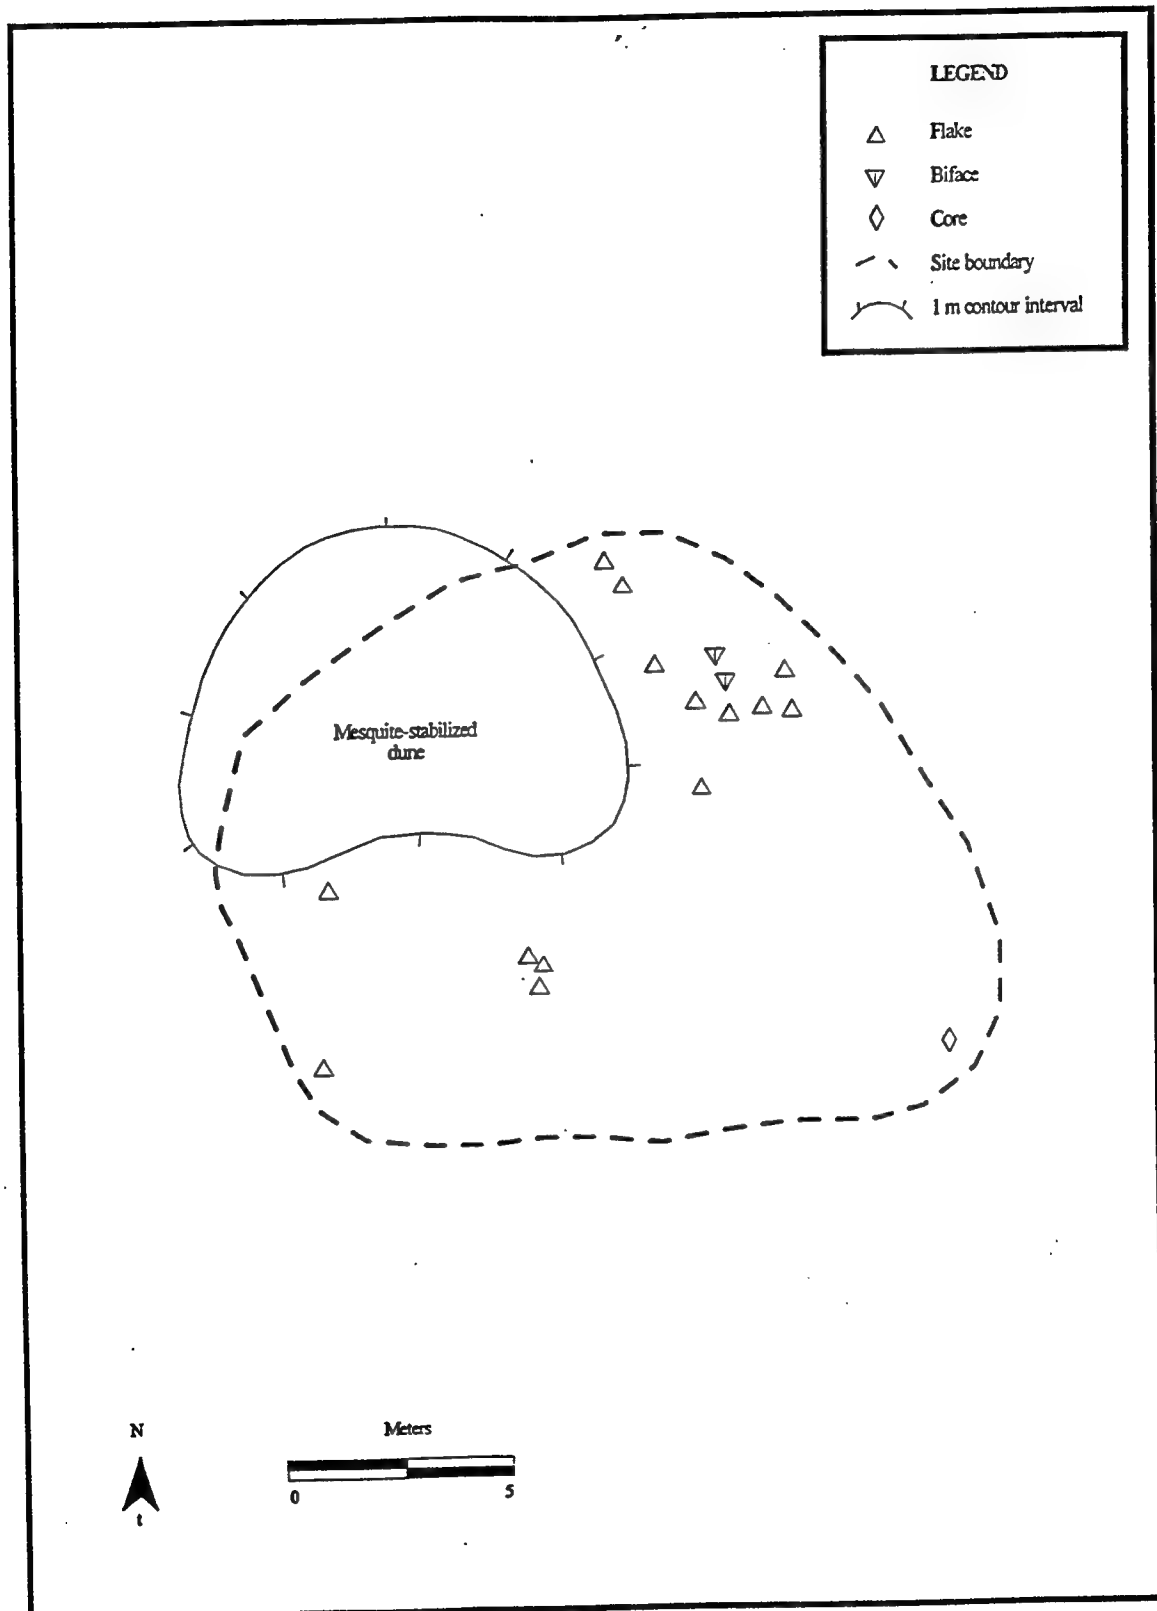 LEGEND
Flake
Biface
Core
Site boundary
1 m contour interval
Mesquite-stabilized
dune
N
Meters
0 5
t